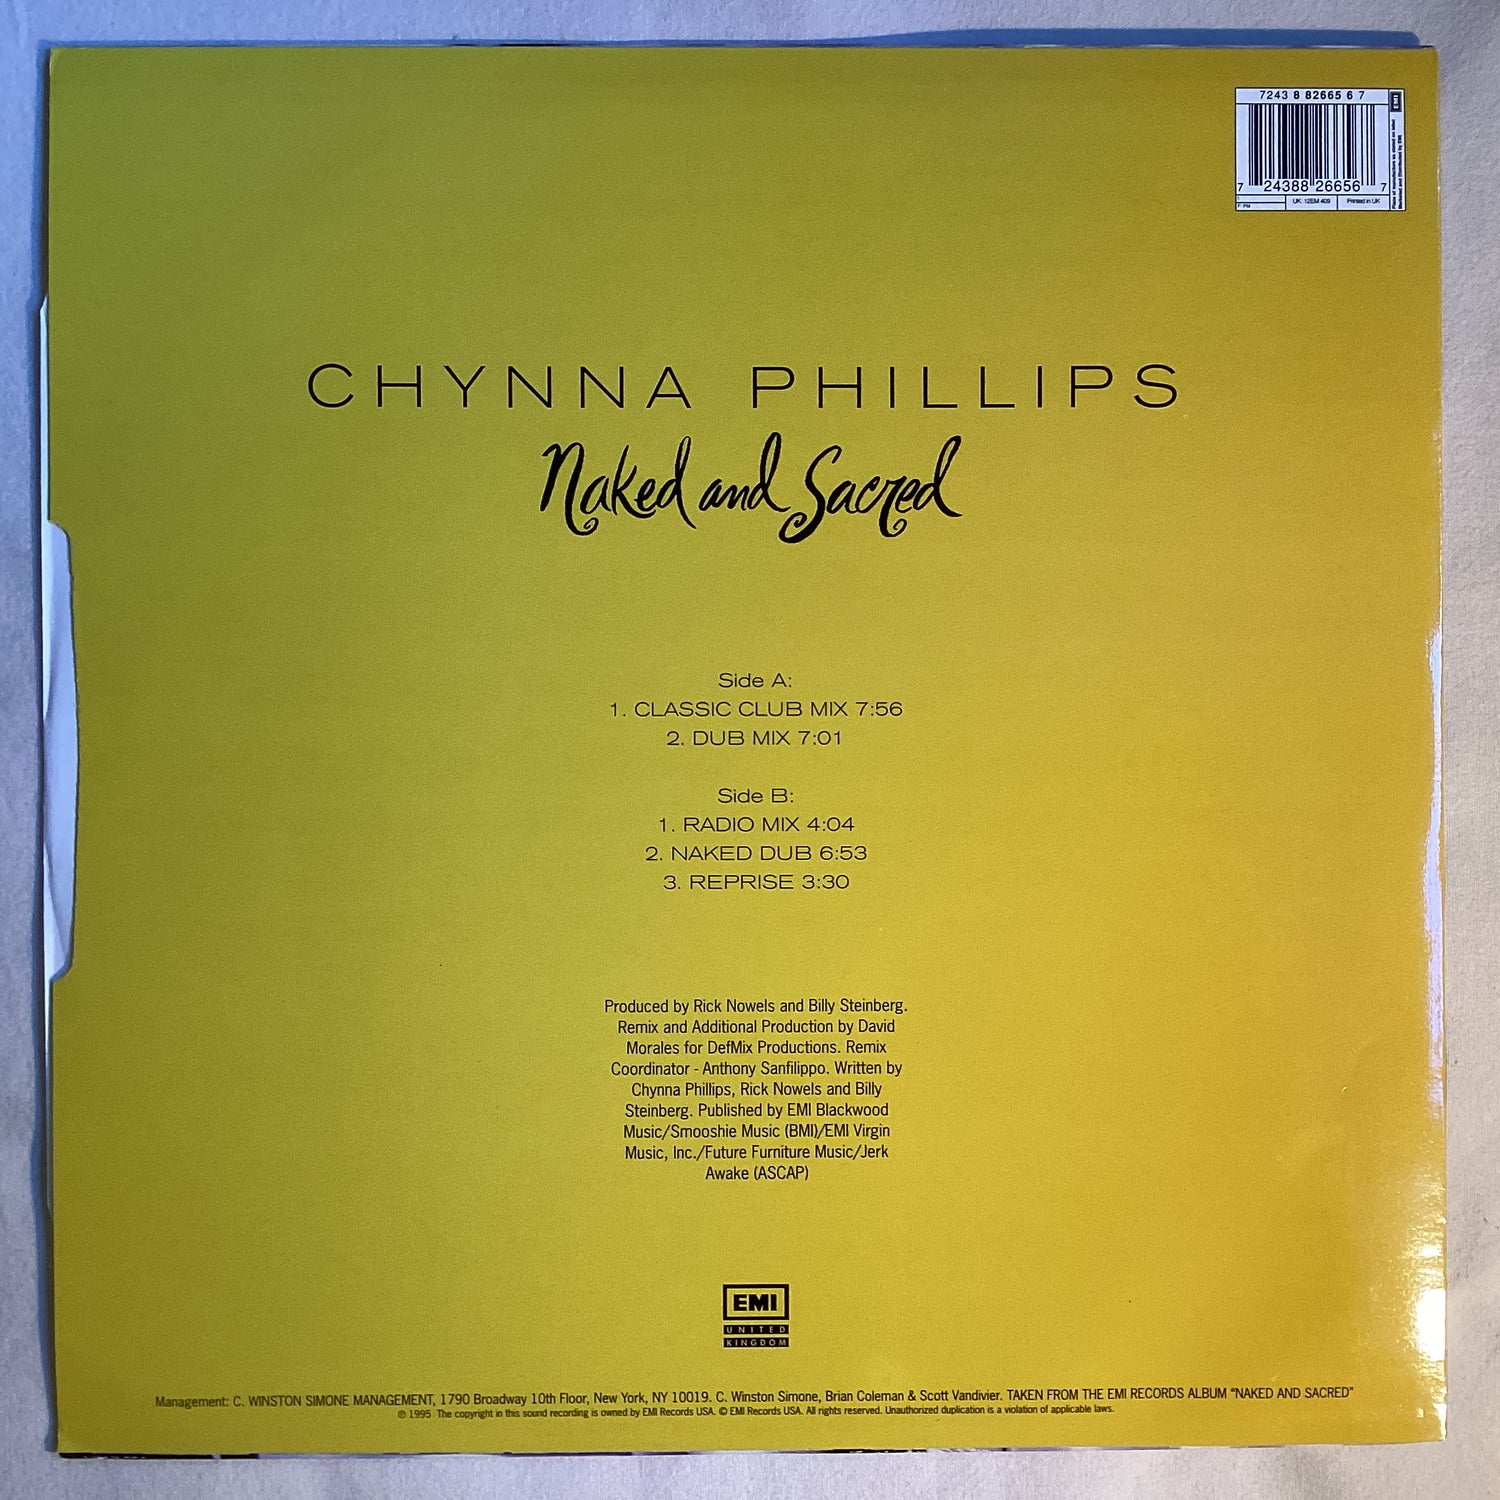 7243 8 82665 6 7
EMI
7 24388 26656 7
UK: 12EM 409
Printed in UK
CHYNNA PHILLIPS
Naked and Sacred
Side A:
1. CLASSIC CLUB MIX 7:56
2. DUB MIX 7:01
Side B:
1. RADIO MIX 4:04
2. NAKED DUB 6:53
3. REPRISE 3:30
Produced by Rick Nowels and Billy Steinberg.
Remix and Additional Production by David
Morales for DefMix Productions. Remix
Coordinator - Anthony Sanfilippo. Written by
Chynna Phillips, Rick Nowels and Billy
Steinberg. Published by EMI Blackwood
Music/Smooshie Music (BMI)/EMI Virgin
Music, Inc./Future Furniture Music/Jerk
Awake (ASCAP)
EMI
UNITED
KINGDOM
Management: C. WINSTON SIMONE MANAGEMENT, 1790 Broadway 10th Floor, New York, NY 10019. C. Winston Simone, Brian Coleman & Scott Vandivier. TAKEN FROM THE EMI RECORDS ALBUM “NAKED AND SACRED”
℗ 1995 The copyright in this sound recording is owned by EMI Records USA. © EMI Records USA. All rights reserved. Unauthorized duplication is a violation of applicable laws.